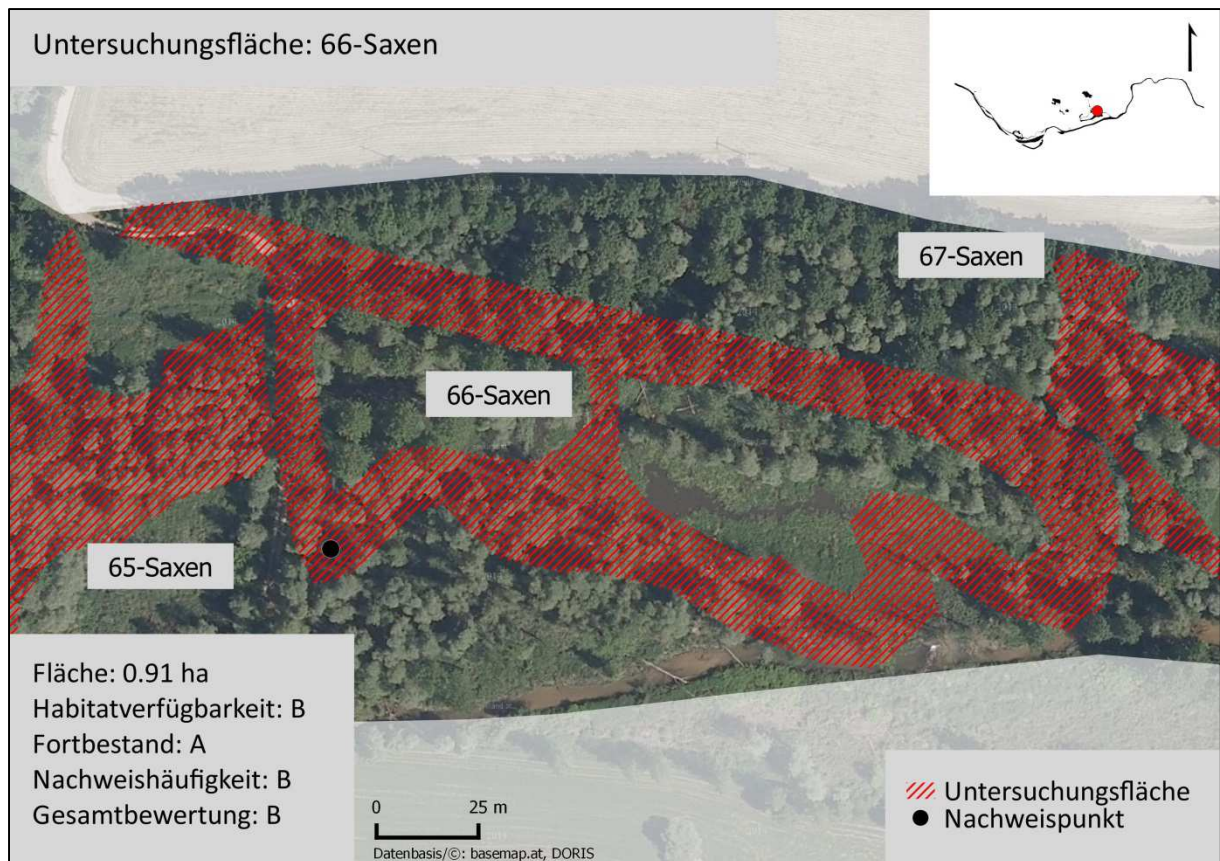 Untersuchungsfläche: 66-Saxen
67-Saxen
66-Saxen
65-Saxen
Fläche: 0.91 ha
Habitatverfügbarkeit: B
Fortbestand: A
Nachweishäufigkeit: B
Gesamtbewertung: B
0 25 m
Datenbasis/©: basemap.at, DORIS
Untersuchungsfläche
Nachweispunkt